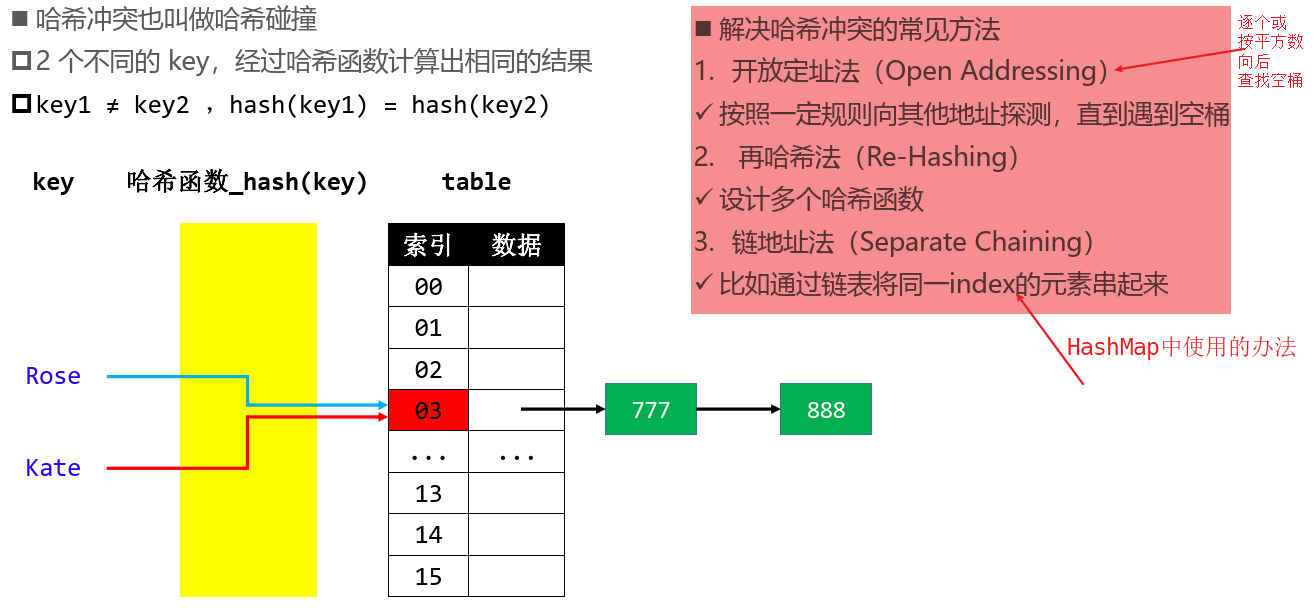 ■ 哈希冲突也叫做哈希碰撞
2 个不同的 key，经过哈希函数计算出相同的结果
key1 ≠ key2 ，hash(key1) = hash(key2)
key 哈希函数_hash(key) table
索引 数据
00
01
02
03
... ...
13
14
15
Rose
Kate
777
888
■ 解决哈希冲突的常见方法
1. 开放定址法（Open Addressing）
✓ 按照一定规则向其他地址探测，直到遇到空桶
2. 再哈希法（Re-Hashing）
✓ 设计多个哈希函数
3. 链地址法（Separate Chaining）
✓ 比如通过链表将同一index的元素串起来
逐个或
按平方数
向后
查找空桶
HashMap中使用的办法